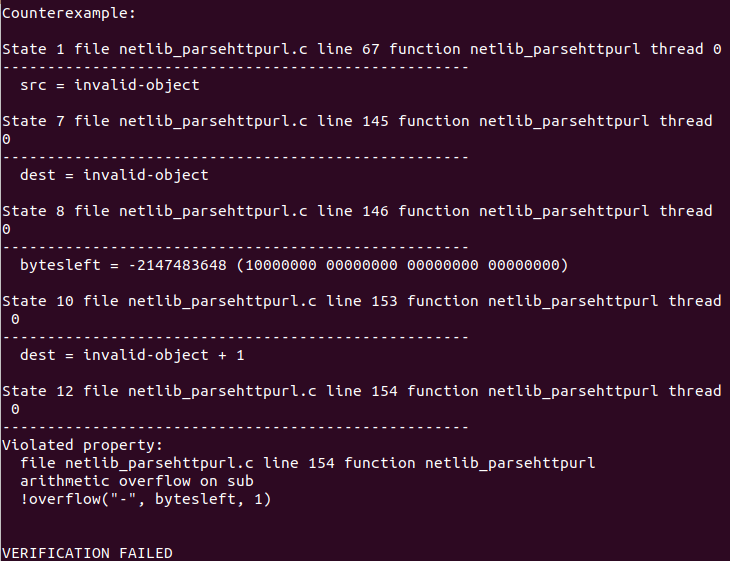 Counterexample:
State 1 file netlib_parsehttpurl.c line 67 function netlib_parsehttpurl thread 0
----------------------------------------------------
src = invalid-object
State 7 file netlib_parsehttpurl.c line 145 function netlib_parsehttpurl thread
0
----------------------------------------------------
dest = invalid-object
State 8 file netlib_parsehttpurl.c line 146 function netlib_parsehttpurl thread
0
----------------------------------------------------
bytesleft = -2147483648 (10000000 00000000 00000000 00000000)
State 10 file netlib_parsehttpurl.c line 153 function netlib_parsehttpurl thread
0
----------------------------------------------------
dest = invalid-object + 1
State 12 file netlib_parsehttpurl.c line 154 function netlib_parsehttpurl thread
0
----------------------------------------------------
Violated property:
file netlib_parsehttpurl.c line 154 function netlib_parsehttpurl
arithmetic overflow on sub
!overflow("-", bytesleft, 1)
VERIFICATION FAILED